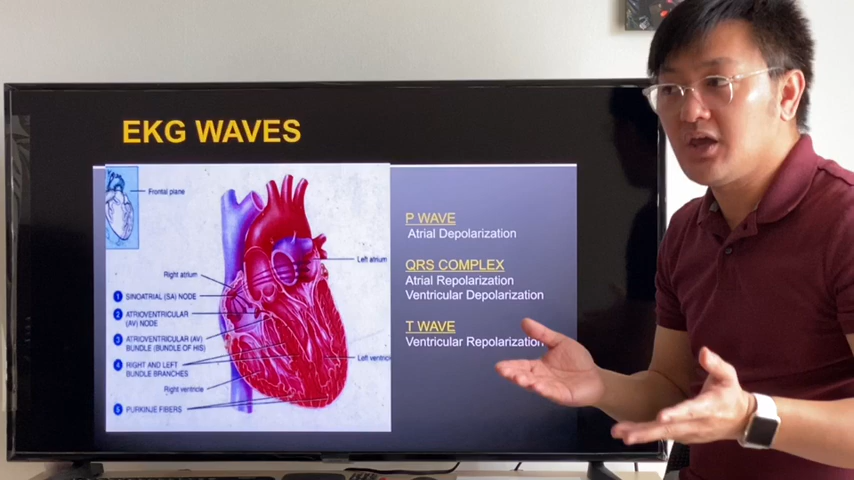 EKG WAVES
Frontal plane
Left atrium
Right atrium
1 SINOATRIAL (SA) NODE
2 ATRIOVENTRICULAR
(AV) NODE
3 ATRIOVENTRICULAR (AV)
BUNDLE (BUNDLE OF HIS)
4 RIGHT AND LEFT
BUNDLE BRANCHES
Left ventric
Right ventricle
5 PURKINJE FIBERS
P WAVE
Atrial Depolarization
QRS COMPLEX
Atrial Repolarization
Ventricular Depolarization
T WAVE
Ventricular Repolarization